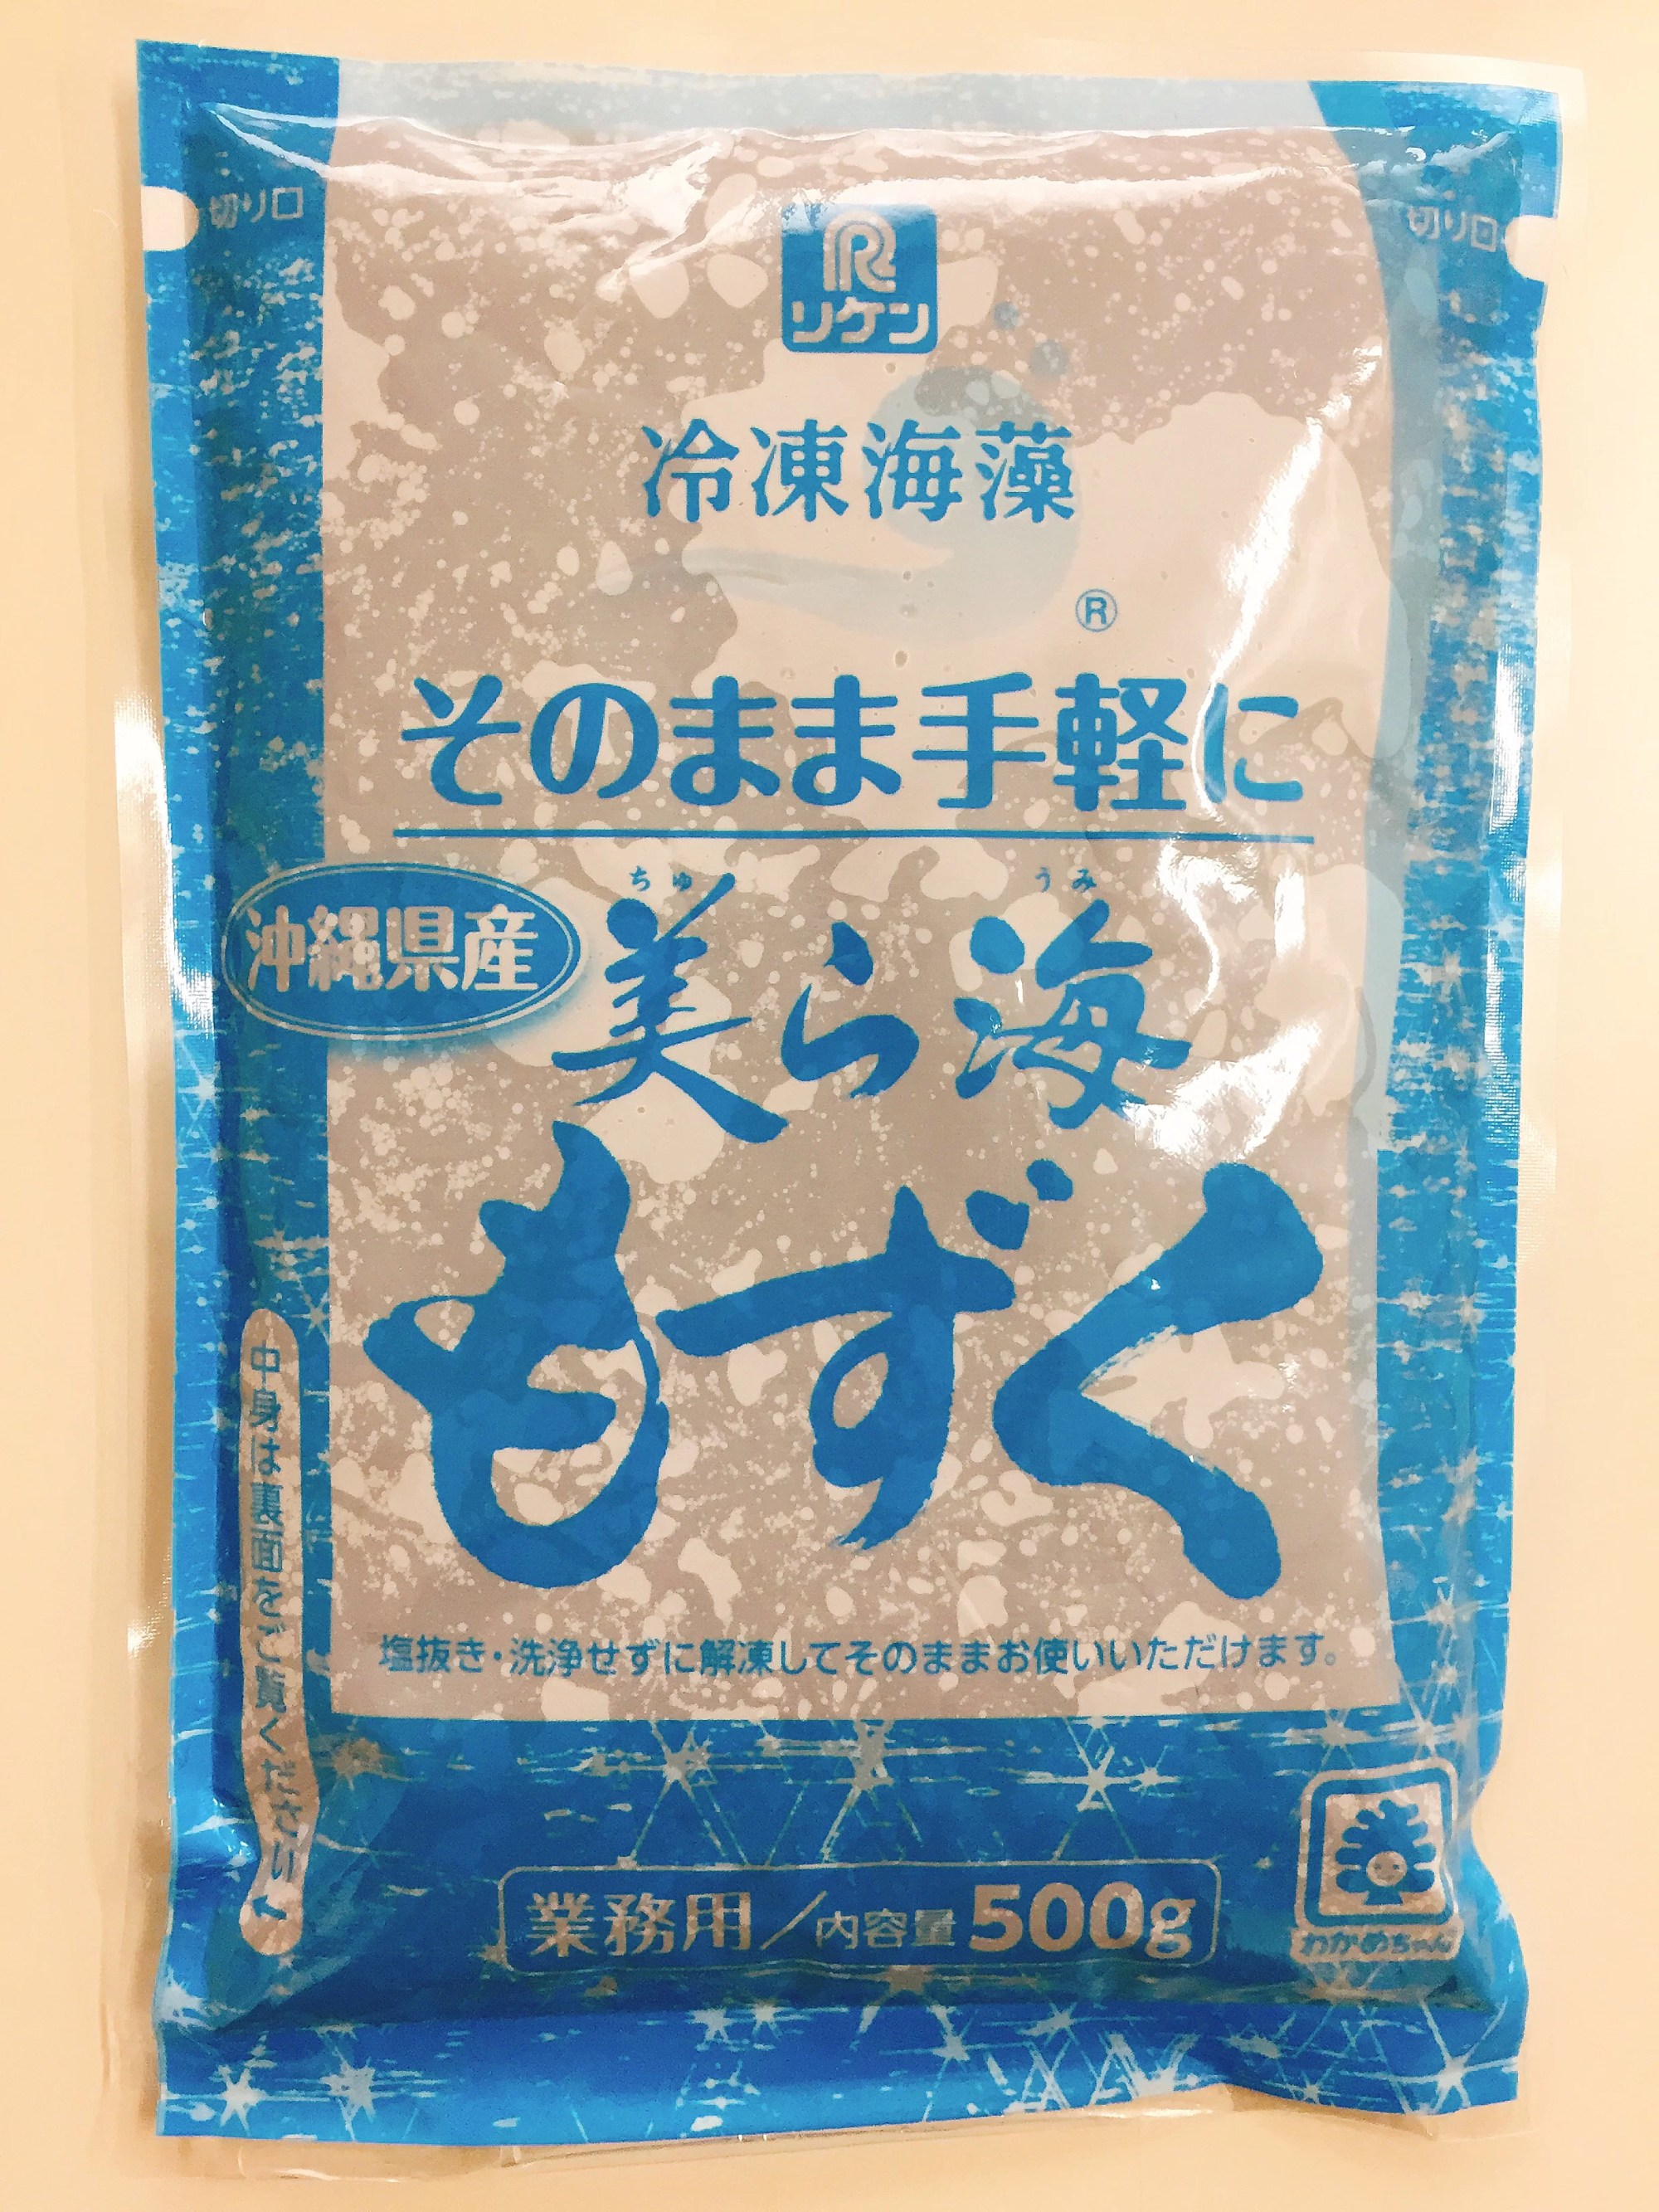 切り口
切り口
R
リケン
冷凍海藻
®
そのまま手軽に
沖縄県産
ちゅ うみ
美ら海
もずく
塩抜き・洗浄せずに解凍してそのままお使いいただけます。
中身は裏面をご覧ください
業務用/内容量500g
わかめちゃん